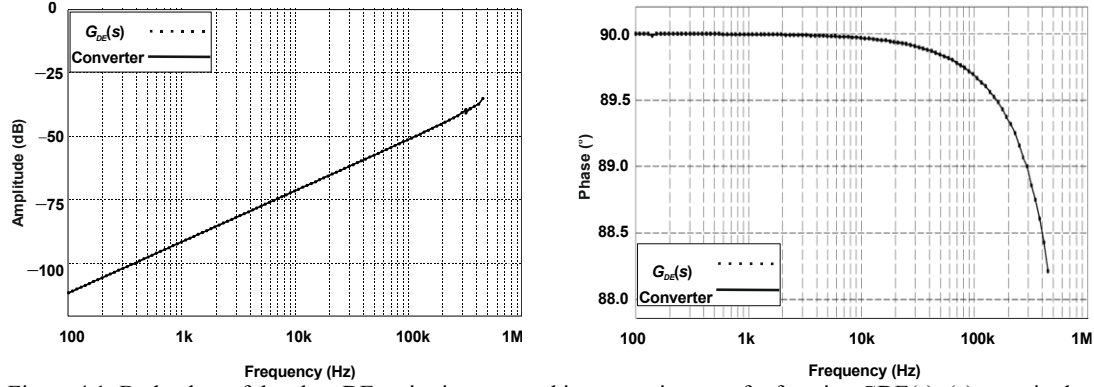 0
G_DE(s)
Converter
−25
−50
−75
−100
Amplitude (dB)
100 1k 10k 100k 1M
Frequency (Hz)
90.0
89.5
89.0
88.5
88.0
Phase (°)
G_DE(s)
Converter
100 1k 10k 100k 1M
Frequency (Hz)